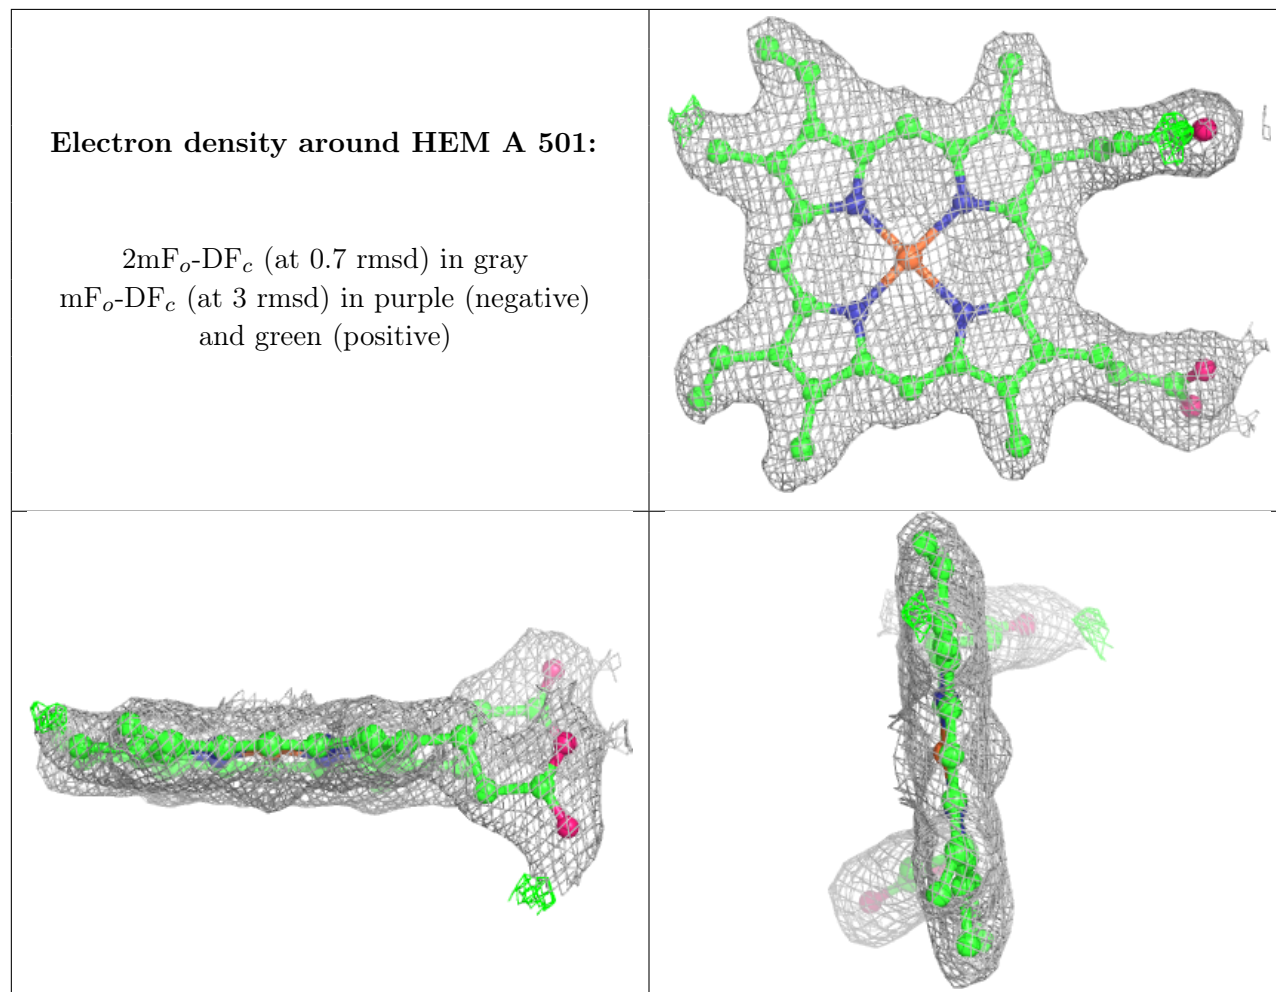 Electron density around HEM A 501:
2mFo-DFc (at 0.7 rmsd) in gray
mFo-DFc (at 3 rmsd) in purple (negative)
and green (positive)